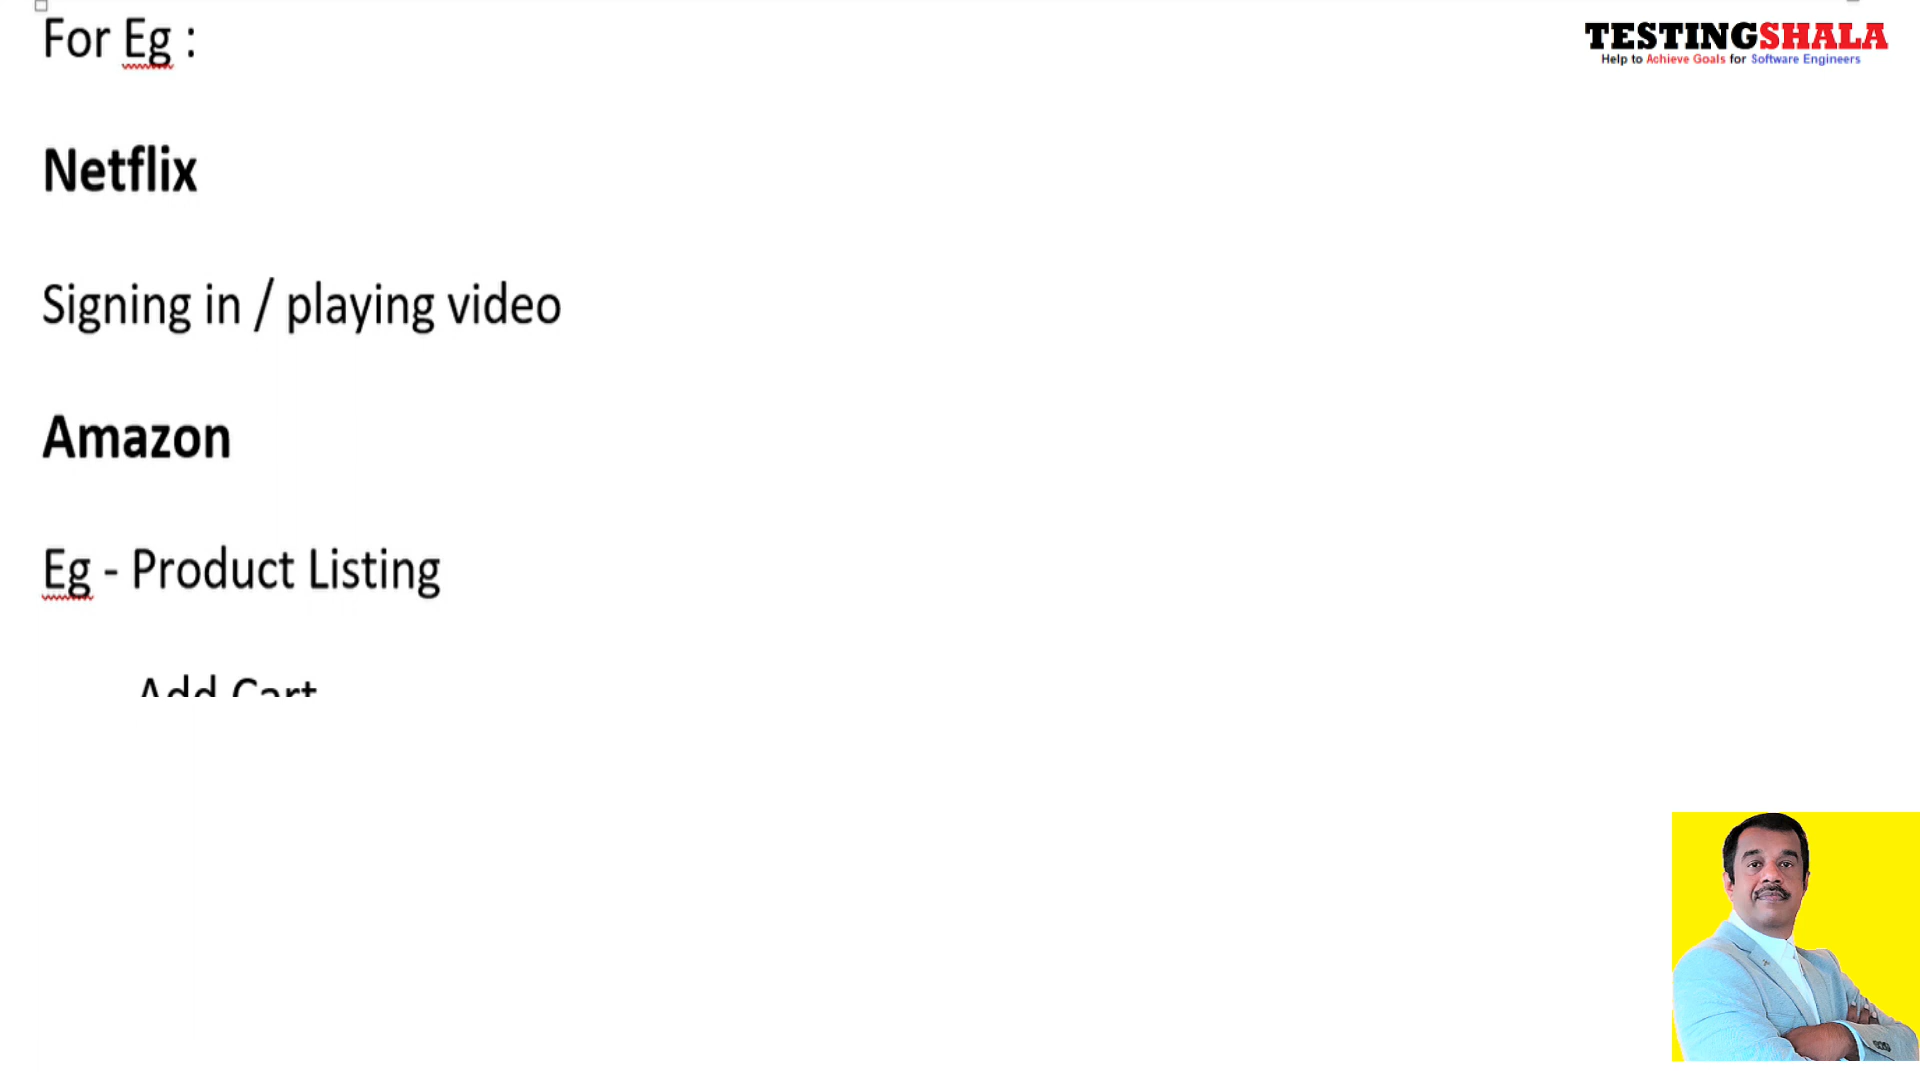 For Eg :
TESTINGSHALA
Help to Achieve Goals for Software Engineers
Netflix
Signing in / playing video
Amazon
Eg - Product Listing
Add Cart